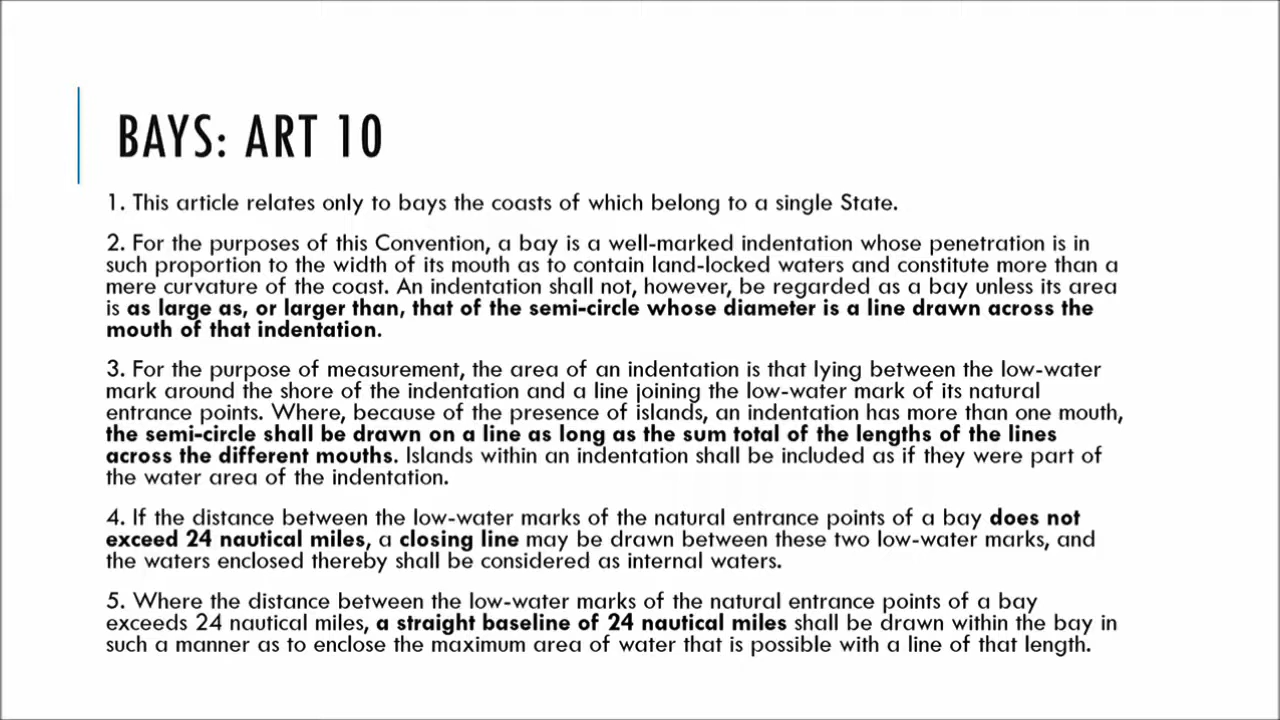 BAYS: ART 10
1. This article relates only to bays the coasts of which belong to a single State.
2. For the purposes of this Convention, a bay is a well-marked indentation whose penetration is in
such proportion to the width of its mouth as to contain land-locked waters and constitute more than a
mere curvature of the coast. An indentation shall not, however, be regarded as a bay unless its area
is as large as, or larger than, that of the semi-circle whose diameter is a line drawn across the
mouth of that indentation.
3. For the purpose of measurement, the area of an indentation is that lying between the low-water
mark around the shore of the indentation and a line joining the low-water mark of its natural
entrance points. Where, because of the presence of islands, an indentation has more than one mouth,
the semi-circle shall be drawn on a line as long as the sum total of the lengths of the lines
across the different mouths. Islands within an indentation shall be included as if they were part of
the water area of the indentation.
4. If the distance between the low-water marks of the natural entrance points of a bay does not
exceed 24 nautical miles, a closing line may be drawn between these two low-water marks, and
the waters enclosed thereby shall be considered as internal waters.
5. Where the distance between the low-water marks of the natural entrance points of a bay
exceeds 24 nautical miles, a straight baseline of 24 nautical miles shall be drawn within the bay in
such a manner as to enclose the maximum area of water that is possible with a line of that length.